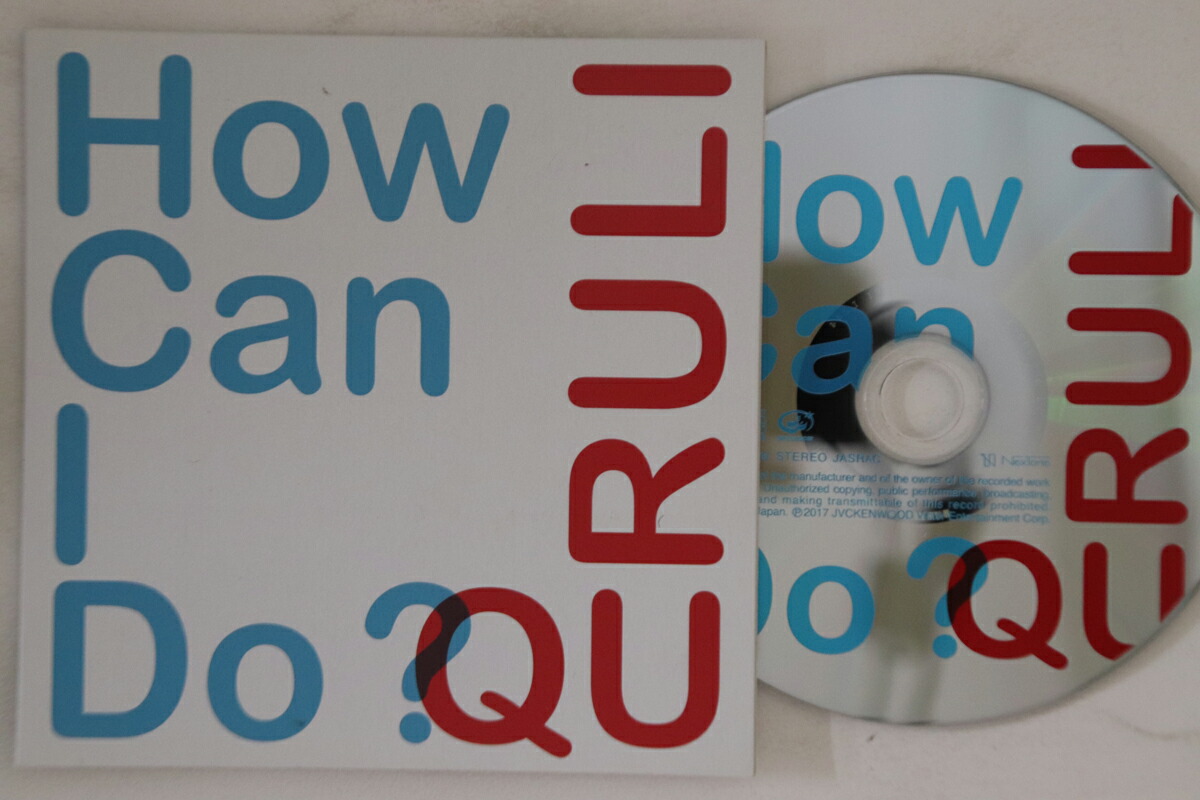 How
Can
I
Do ?
QURULI
How
Can
STEREO JASRAC
NexTone
manufacturer and of the owner of the recorded work
Unauthorized copying, public performance, broadcasting,
and making transmittable of this record prohibited.
Japan. ℗2017 JVCKENWOOD Victor Entertainment Corp.
Do ?
QURULI